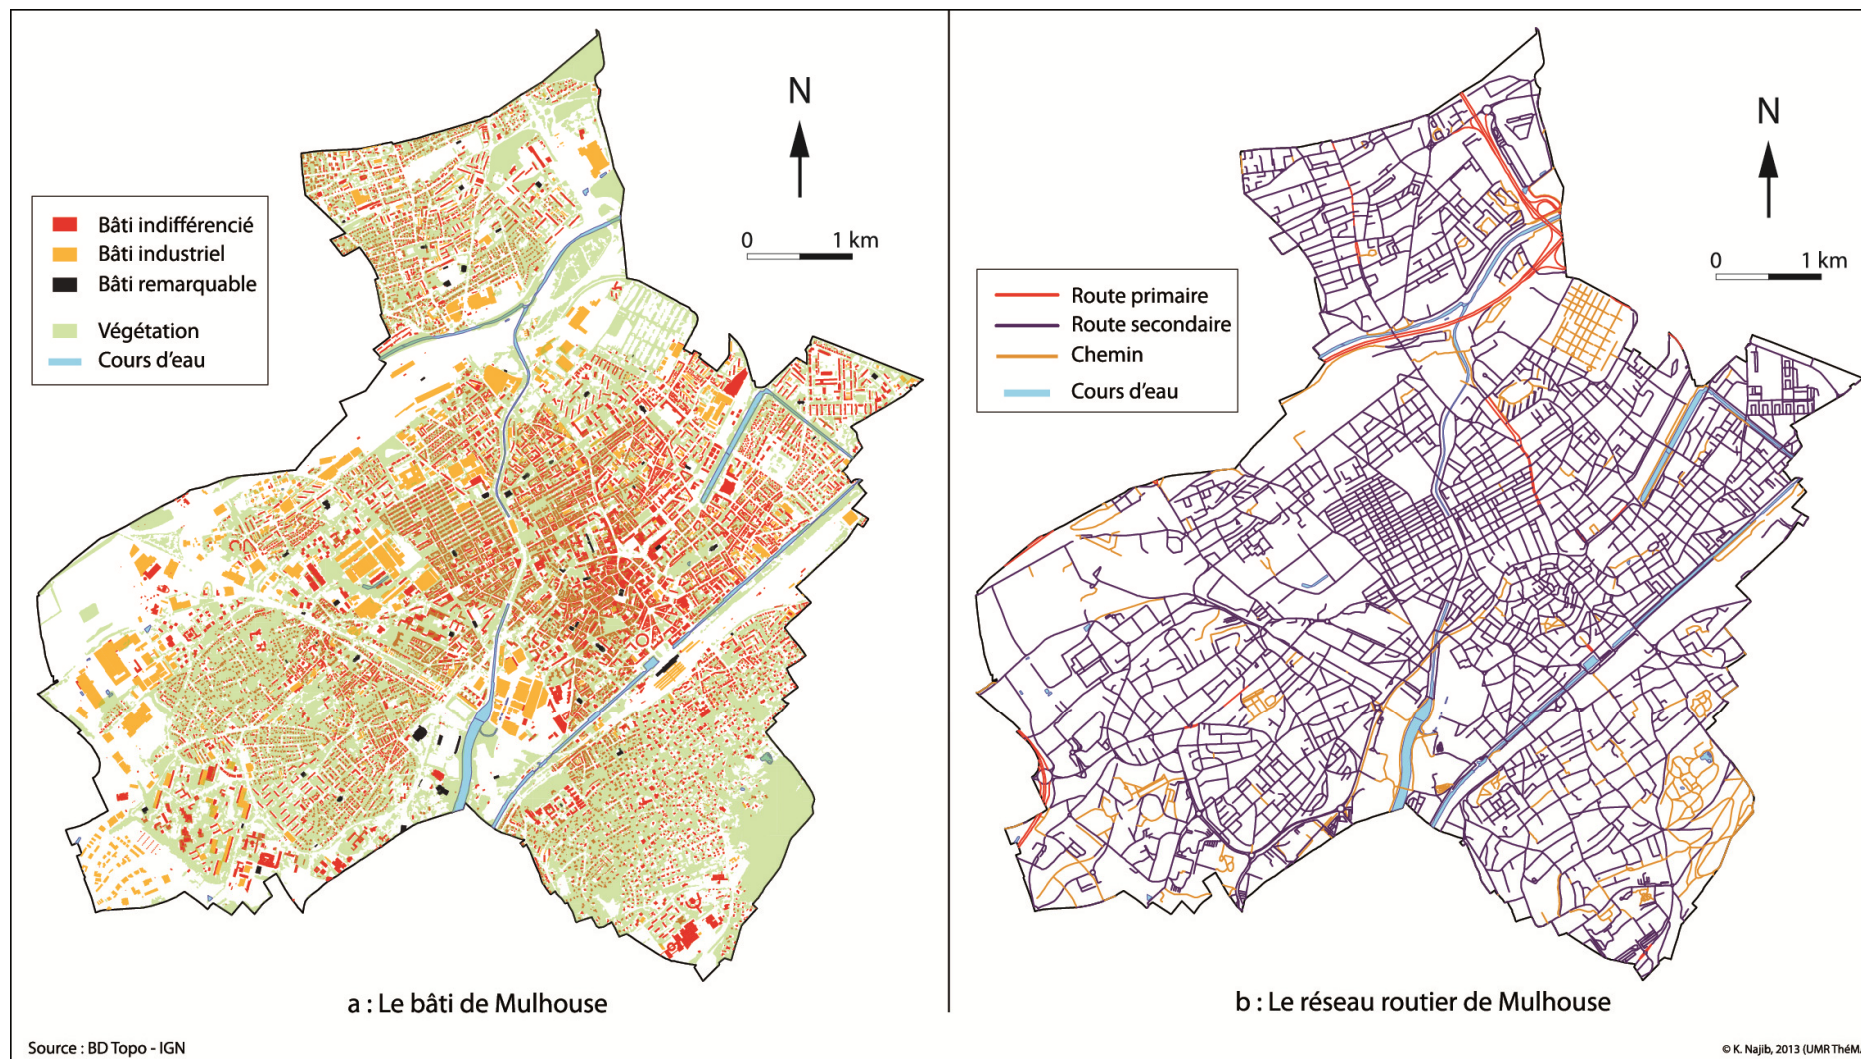 N
0 1 km
Bâti indifférencié
Bâti industriel
Bâti remarquable
Végétation
Cours d'eau
a : Le bâti de Mulhouse
Source : BD Topo - IGN
N
0 1 km
Route primaire
Route secondaire
Chemin
Cours d'eau
b : Le réseau routier de Mulhouse
© K. Najib, 2013 (UMR ThéM